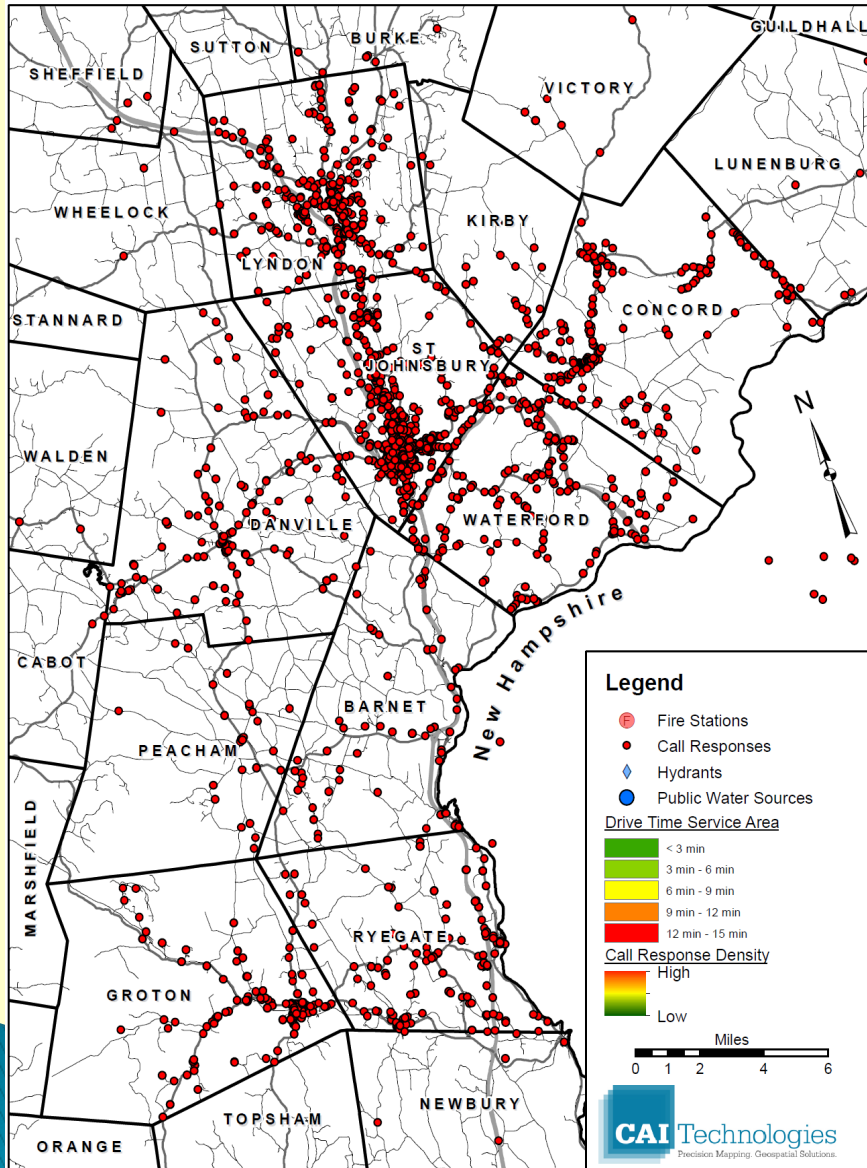 GUILDHALL
SUTTON
BURKE
SHEFFIELD
VICTORY
LUNENBURG
WHEELOCK
KIRBY
LYNDON
CONCORD
STANNARD
ST
JOHNSBURY
N
WALDEN
DANVILLE
WATERFORD
New Hampshire
CABOT
BARNET
PEACHAM
MARSHFIELD
RYEGATE
GROTON
NEWBURY
TOPSHAM
ORANGE
Legend
F Fire Stations
Call Responses
Hydrants
Public Water Sources
Drive Time Service Area
< 3 min
3 min - 6 min
6 min - 9 min
9 min - 12 min
12 min - 15 min
Call Response Density
High
Low
Miles
0 1 2 4 6
CAI Technologies
Precision Mapping. Geospatial Solutions.